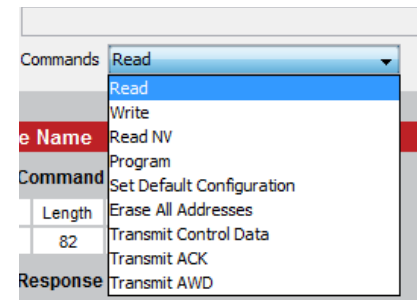 Commands Read
Read
Write
e Name Read NV
Program
Command Set Default Configuration
Length Erase All Addresses
82 Transmit Control Data
Transmit ACK
Response Transmit AWD